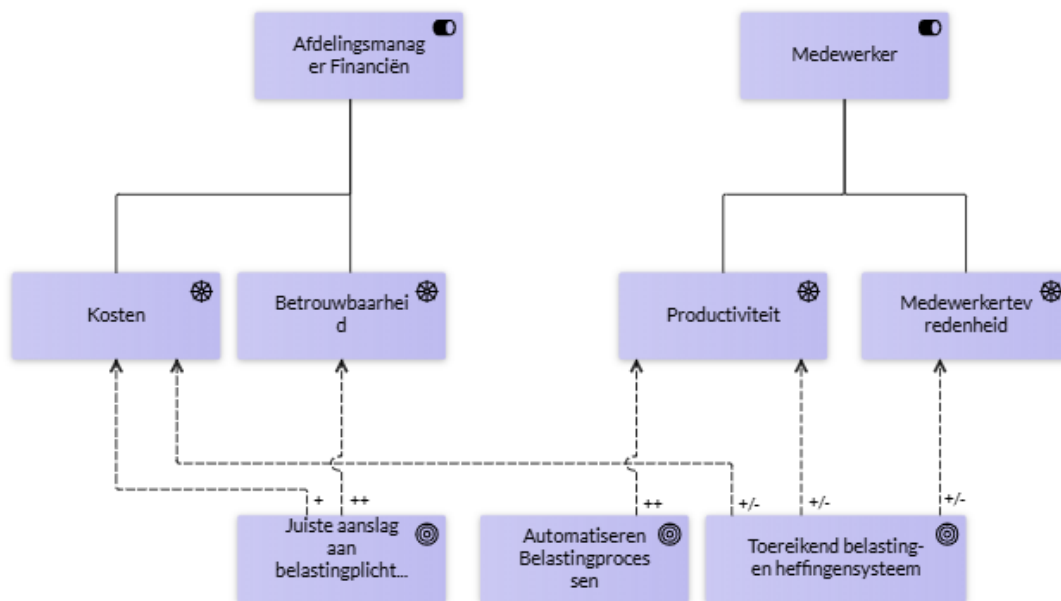 Afdelingsmanag
er Financiën
Medewerker
Kosten
Betrouwbaarhei
d
Productiviteit
Medewerkertev
redenheid
+
++
++
+/-
+/-
+/-
Juiste aanslag
aan
belastingplicht...
Automatiseren
Belastingproces
sen
Toereikend belasting-
en heffingensysteem